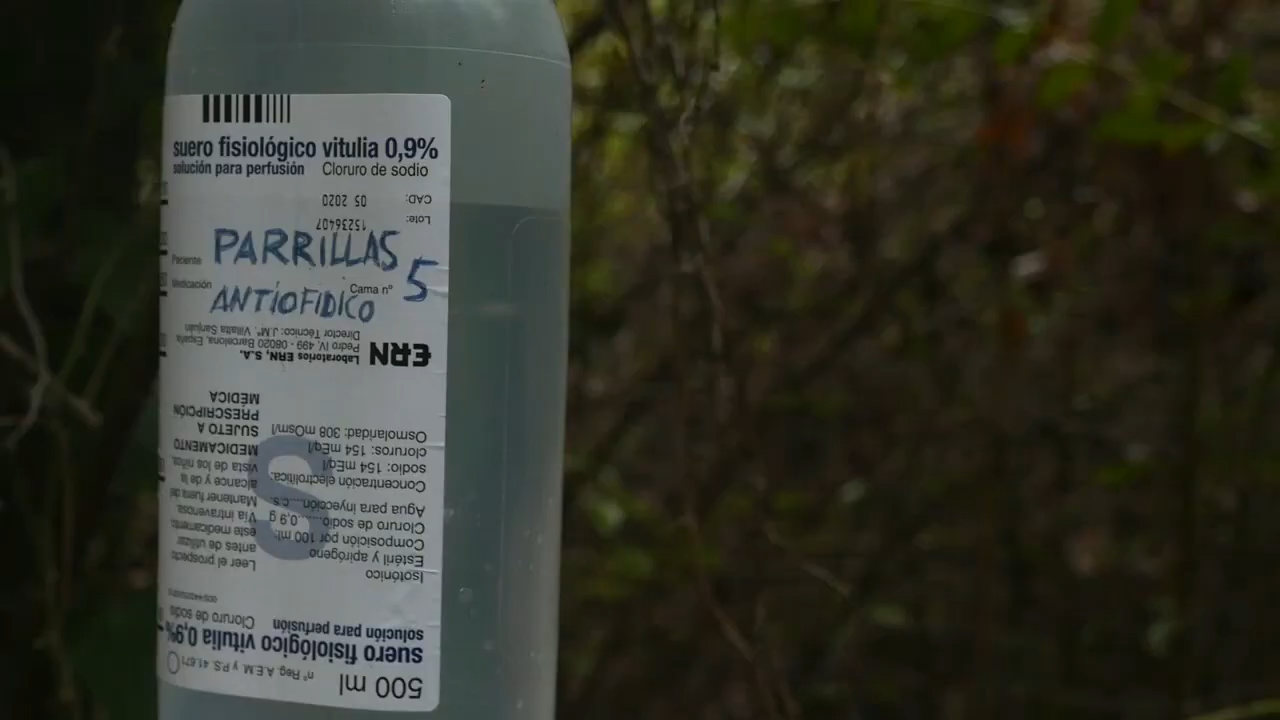 suero fisiológico vitulia 0,9%
solución para perfusión Cloruro de sodio
CAD: 05 2020
Lote: 15236407
Paciente PARRILLAS
Medicación ANTIOFIDICO Cama nº 5
ERN Laboratorios ERN, S.A.
Pedro IV, 499 - 08020 Barcelona, España
Director Técnico: J.Mª. Villalta Sanjuán
500 ml
nº Reg. A.E.M. y P.S. 41.671
suero fisiológico vitulia 0,9%
solución para perfusión Cloruro de sodio
Isotónico
Estéril y apirógeno
Composición por 100 ml:
Cloruro de sodio......0,9 g
Agua para inyección....c.s.
Concentración electrolítica:
sodio: 154 mEq/l
cloruros: 154 mEq/l
Osmolaridad: 308 mOsm/l
Leer el prospecto
antes de utilizar
este medicamento.
Vía intravenosa.
Mantener fuera del
alcance y de la
vista de los niños.
MEDICAMENTO
SUJETO A
PRESCRIPCIÓN
MÉDICA
S